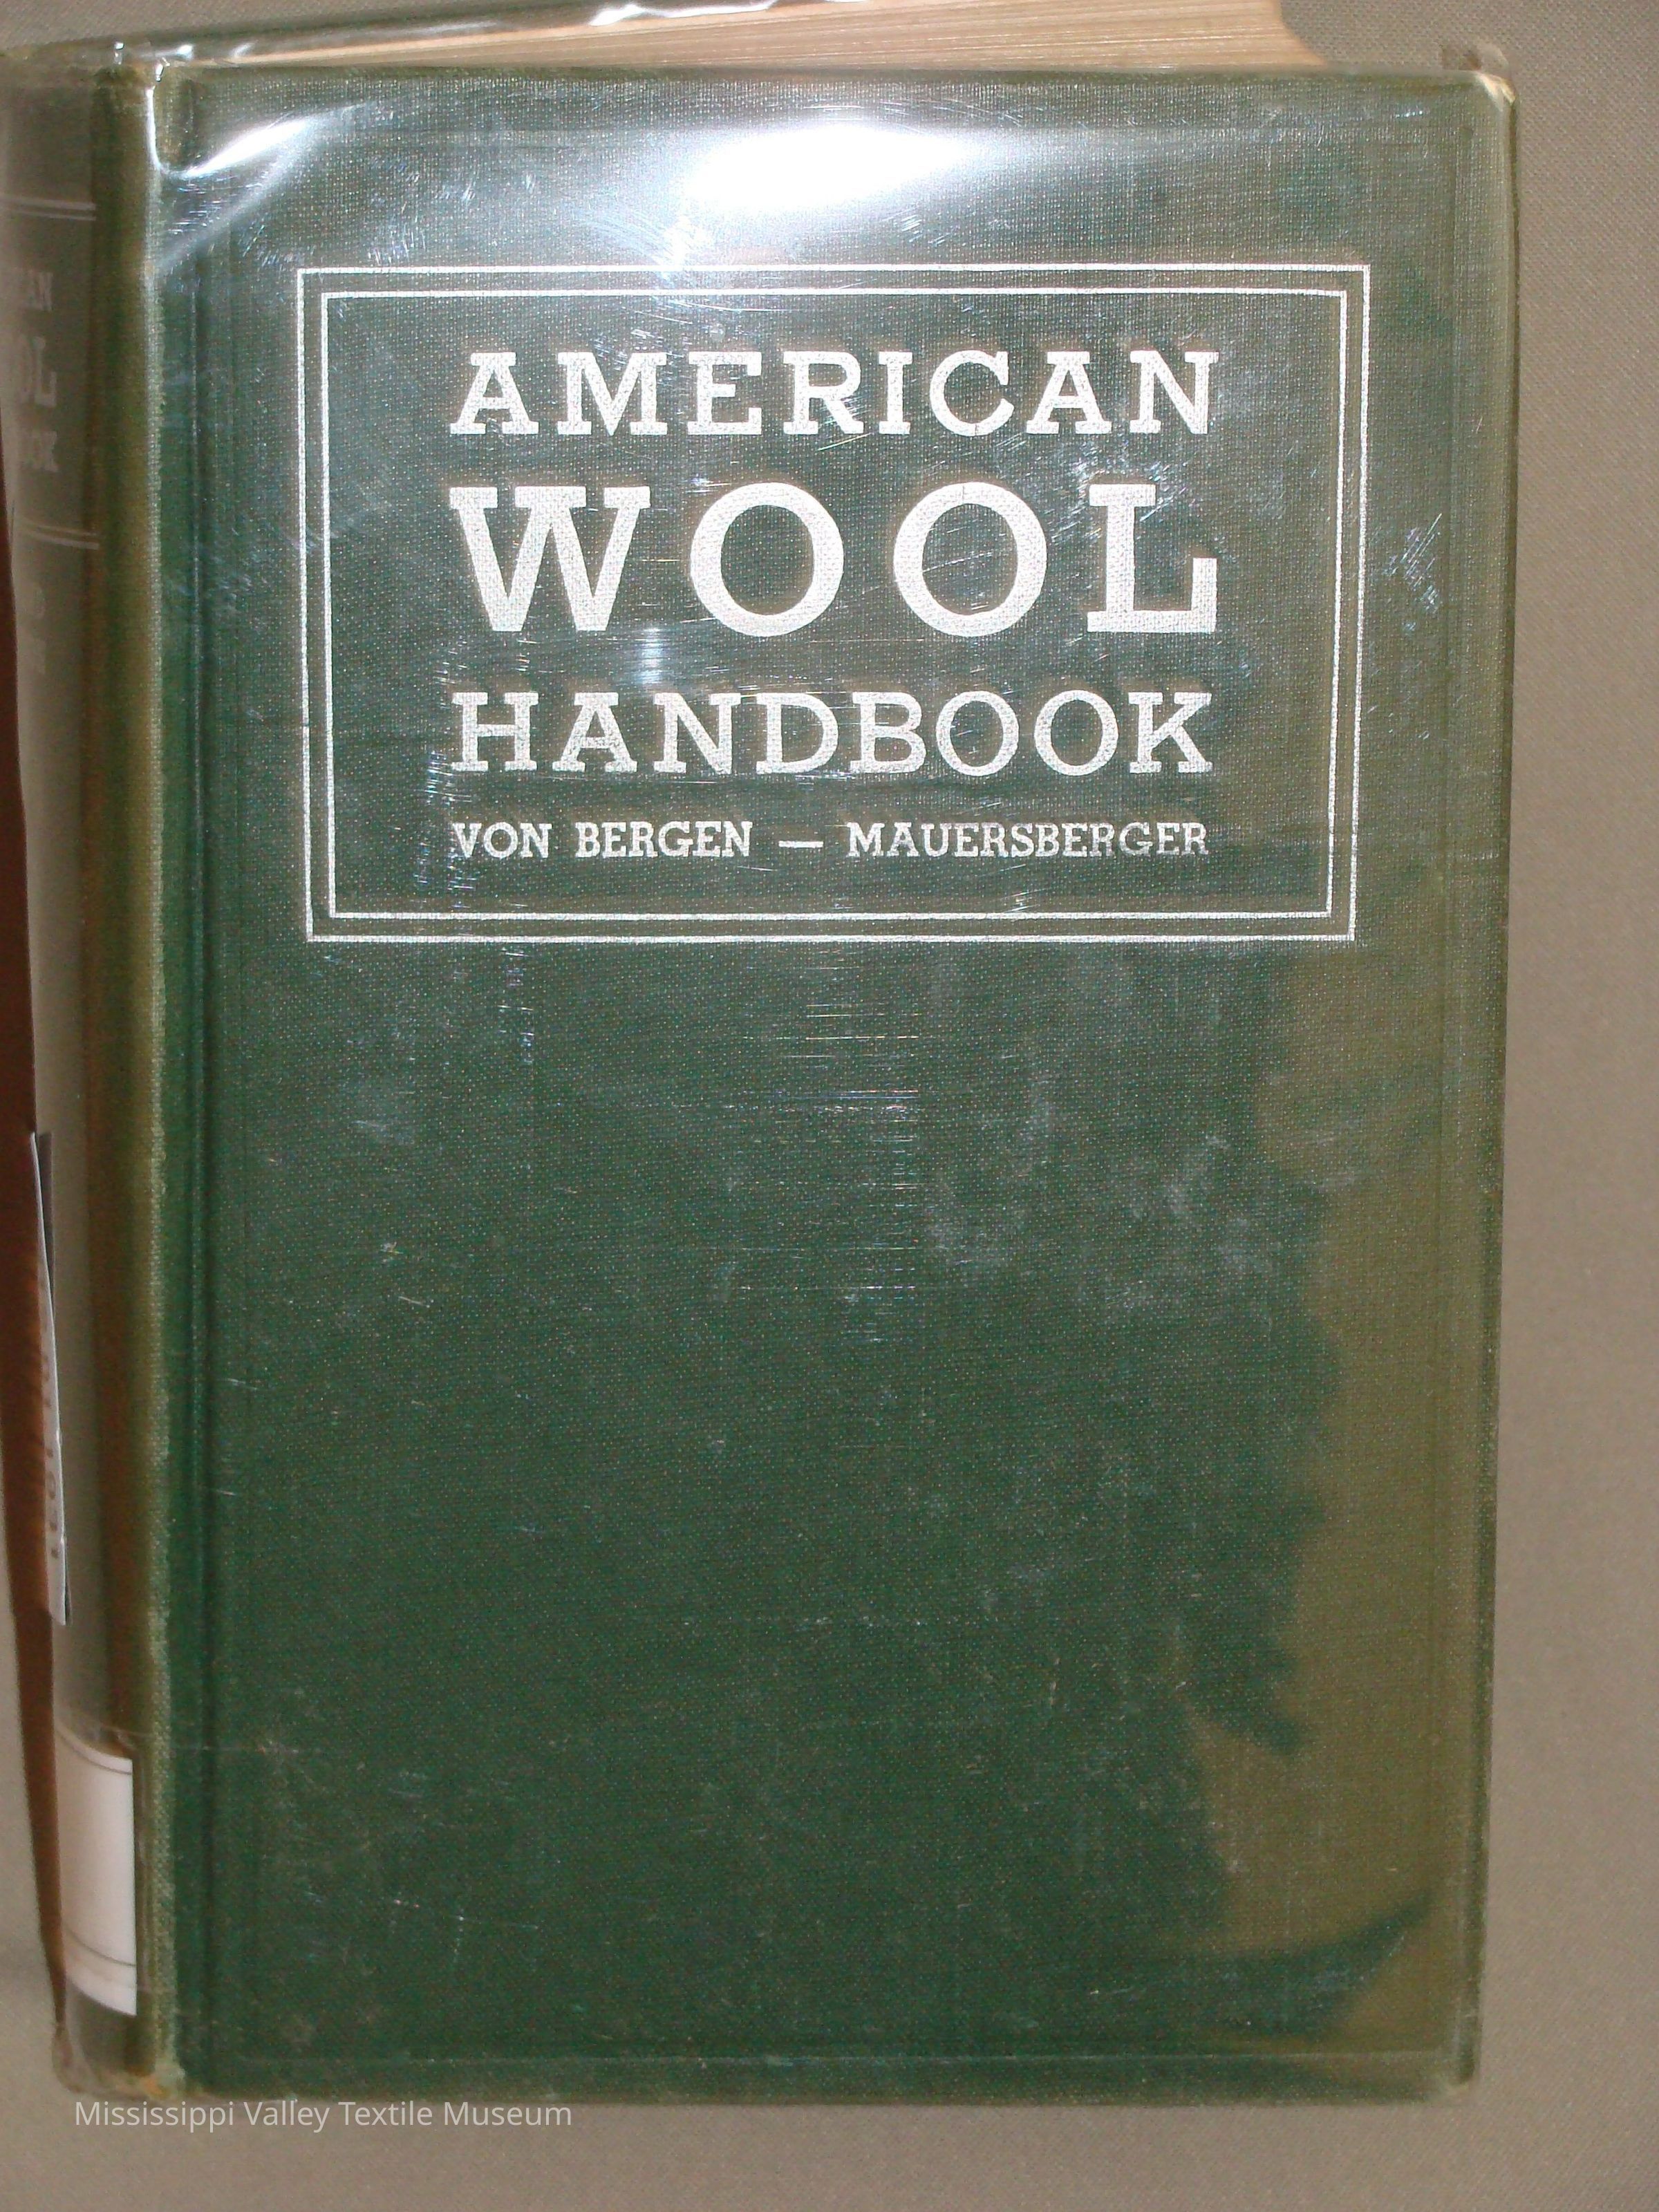 AMERICAN
WOOL
HANDBOOK
VON BERGEN — MAUERSBERGER
Mississippi Valley Textile Museum